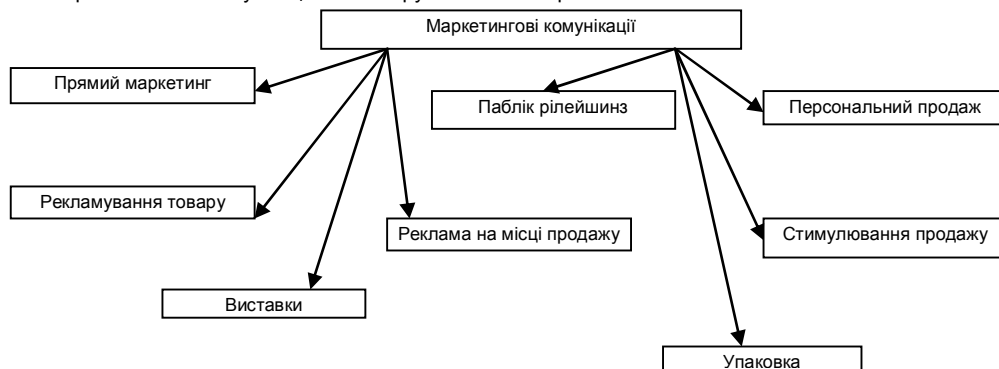 Маркетингові комунікації
Прямий маркетинг
Паблік рілейшинз
Персональний продаж
Рекламування товару
Реклама на місці продажу
Стимулювання продажу
Виставки
Упаковка